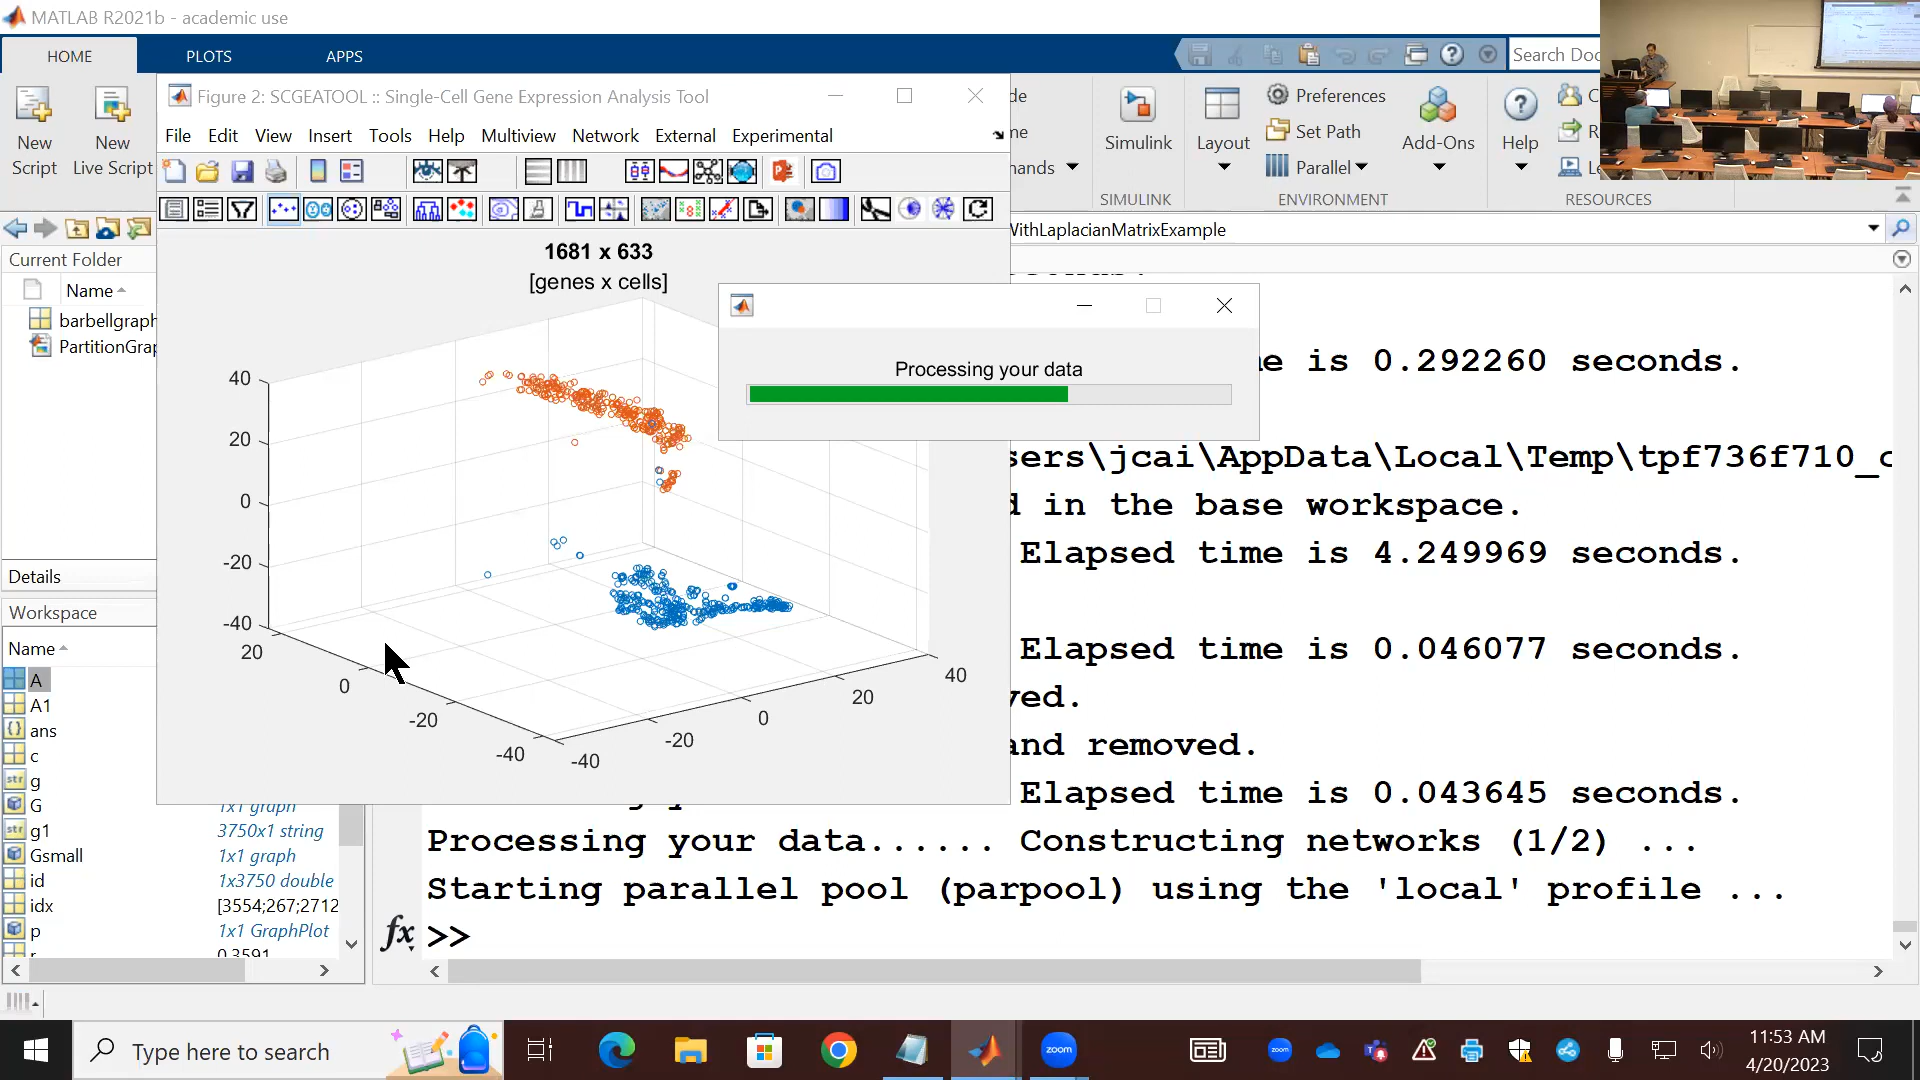 MATLAB R2021b - academic use
HOME
PLOTS
APPS
Search Doc
New
Script
New
Live Script
Figure 2: SCGEATOOL :: Single-Cell Gene Expression Analysis Tool
File Edit View Insert Tools Help Multiview Network External Experimental
Simulink
Layout
Preferences
Set Path
Parallel
Add-Ons
Help
SIMULINK
ENVIRONMENT
RESOURCES
WithLaplacianMatrixExample
Current Folder
Name
barbellgraph
PartitionGrap
Details
Workspace
Name
A
A1
ans
c
g
G 1x1 graph
g1 3750x1 string
Gsmall 1x1 graph
id 1x3750 double
idx [3554;267;2712
p 1x1 GraphPlot
0.3591
1681 x 633
[genes x cells]
40
20
0
-20
-40
20
0
-20
-40
-40
-20
0
20
40
Processing your data
e is 0.292260 seconds.
sers\jcai\AppData\Local\Temp\tpf736f710_c
d in the base workspace.
Elapsed time is 4.249969 seconds.
Elapsed time is 0.046077 seconds.
ved.
and removed.
Elapsed time is 0.043645 seconds.
Processing your data...... Constructing networks (1/2) ...
Starting parallel pool (parpool) using the 'local' profile ...
fx >>
Type here to search
zoom
zoom
11:53 AM
4/20/2023